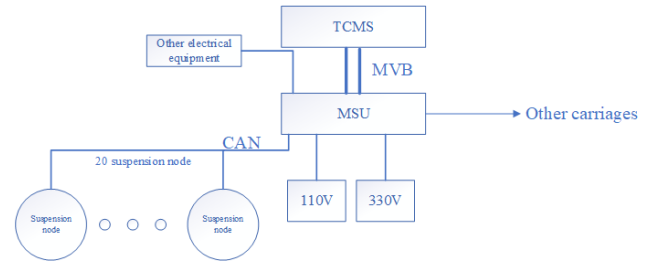 TCMS
Other electrical
equipment
MVB
MSU
Other carriages
CAN
20 suspension node
110V
330V
Suspension
node
Suspension
node